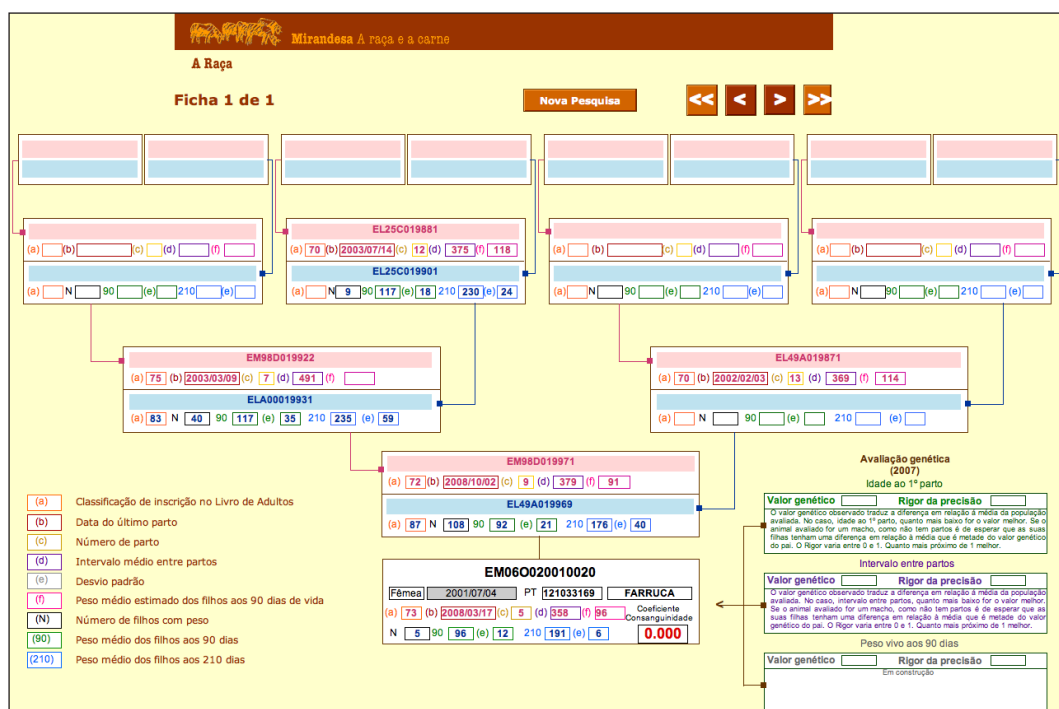 Mirandesa A raça e a carne
A Raça
Ficha 1 de 1
Nova Pesquisa
<< < > >>
(a) (b) (c) (d) (f)
(a) N 90 (e) 210 (e)
EL25C019881
(a) 70 (b) 2003/07/14 (c) 12 (d) 375 (f) 118
EL25C019901
(a) N 9 90 117 (e) 18 210 230 (e) 24
(a) (b) (c) (d) (f)
(a) N 90 (e) 210 (e)
(a) (b) (c) (d) (f)
(a) N 90 (e) 210 (e)
EM98D019922
(a) 75 (b) 2003/03/09 (c) 7 (d) 491 (f)
ELA00019931
(a) 83 N 40 90 117 (e) 35 210 235 (e) 59
EL49A019871
(a) 70 (b) 2002/02/03 (c) 13 (d) 369 (f) 114
(a) N 90 (e) 210 (e)
EM98D019971
(a) 72 (b) 2008/10/02 (c) 9 (d) 379 (f) 91
EL49A019969
(a) 87 N 108 90 92 (e) 21 210 176 (e) 40
EM06O020010020
Fêmea 2001/07/04 PT 121033169 FARRUCA
(a) 73 (b) 2008/03/17 (c) 5 (d) 358 (f) 96 Coeficiente
Consanguinidade
N 5 90 96 (e) 12 210 191 (e) 6 0.000
(a) Classificação de inscrição no Livro de Adultos
(b) Data do último parto
(c) Número de parto
(d) Intervalo médio entre partos
(e) Desvio padrão
(f) Peso médio estimado dos filhos aos 90 dias de vida
(N) Número de filhos com peso
(90) Peso médio dos filhos aos 90 dias
(210) Peso médio dos filhos aos 210 dias
Avaliação genética
(2007)
Idade ao 1º parto
Valor genético Rigor da precisão
O valor genético observado traduz a diferença em relação à média da população
avaliada. No caso, idade ao 1º parto, quanto mais baixo for o valor melhor. Se o
animal avaliado for um macho, como não tem partos é de esperar que as suas
filhas tenham uma diferença em relação à média que é metade do valor genético
do pai. O Rigor varia entre 0 e 1. Quanto mais próximo de 1 melhor.
Intervalo entre partos
Valor genético Rigor da precisão
O valor genético observado traduz a diferença em relação à média da população
avaliada. No caso, intervalo entre partos, quanto mais baixo for o valor melhor.
Se o animal avaliado for um macho, como não tem partos é de esperar que as
suas filhas tenham uma diferença em relação à média que é metade do valor
genético do pai. O Rigor varia entre 0 e 1. Quanto mais próximo de 1 melhor.
Peso vivo aos 90 dias
Valor genético Rigor da precisão
Em construção